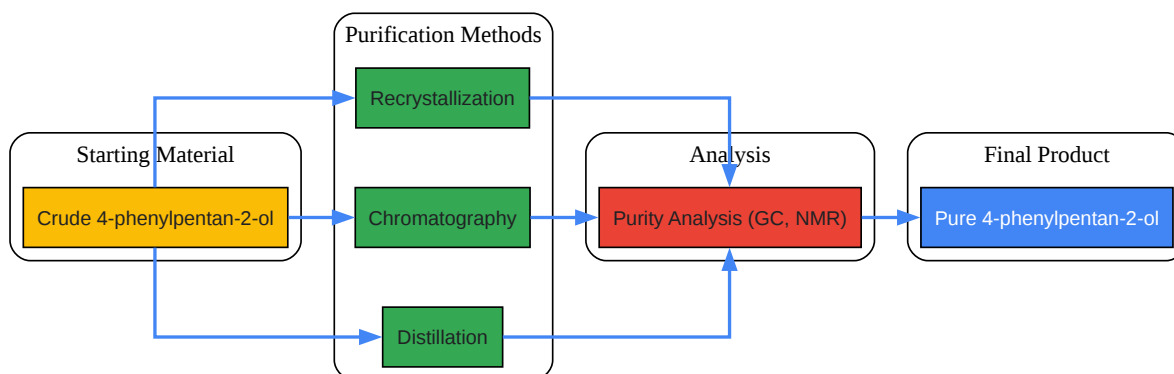 Purification Methods
Recrystallization
Starting Material
Analysis
Final Product
Crude 4-phenylpentan-2-ol
Chromatography
Purity Analysis (GC, NMR)
Pure 4-phenylpentan-2-ol
Distillation